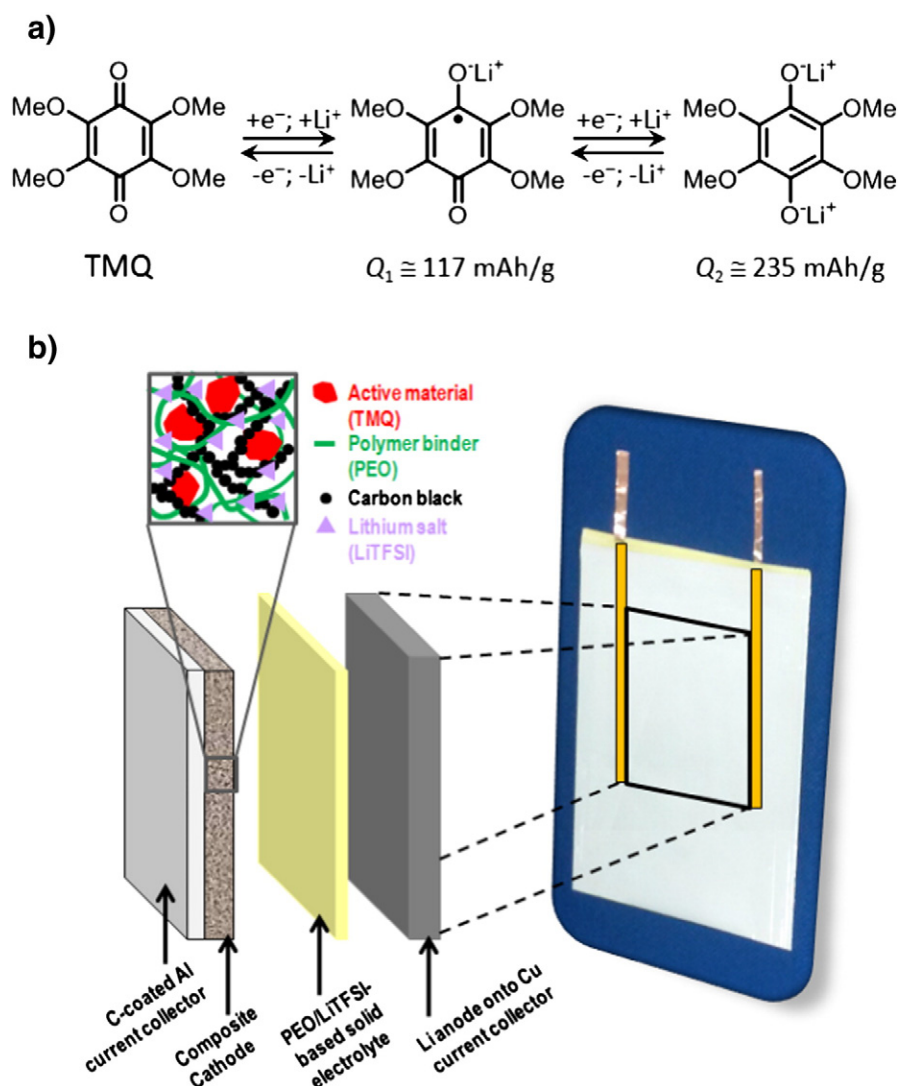 a)
O
O⁻Li⁺
O⁻Li⁺
MeO OMe
+e⁻; +Li⁺
MeO OMe
+e⁻; +Li⁺
MeO OMe
MeO OMe
-e⁻; -Li⁺
MeO OMe
-e⁻; -Li⁺
MeO OMe
O
O
O⁻Li⁺
TMQ
Q₁ ≅ 117 mAh/g
Q₂ ≅ 235 mAh/g
b)
Active material
(TMQ)
Polymer binder
(PEO)
Carbon black
Lithium salt
(LiTFSI)
C-coated Al
current collector
Composite
Cathode
PEO/LiTFSI-
based solid
electrolyte
Li anode onto Cu
current collector